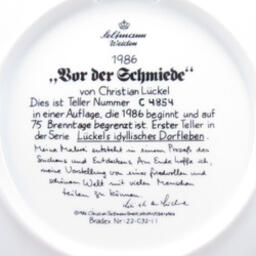 Seltmann
Weiden
1986
„Vor der Schmiede"
von Christian Lückel
Dies ist Teller Nummer C 4854
in einer Auflage, die 1986 beginnt und auf
75 Brenntage begrenzt ist. Erster Teller in
der Serie Lückels idyllisches Dorfleben.
Meine Malerei entsteht in einem Prozeß des
Suchens und Entdeckens. Am Ende hoffe ich,
meine Vorstellung von einer friedvollen und
schönen Welt mit vielen Menschen
teilen zu können.
Bradex Nr: 22-C32-1.1